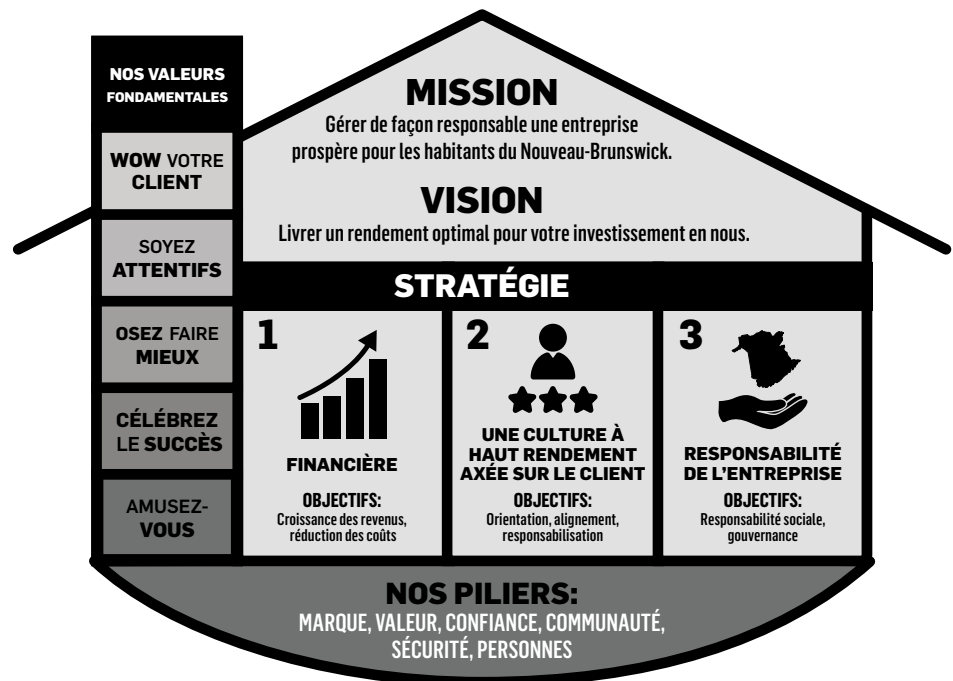 NOS VALEURS
FONDAMENTALES
WOW VOTRE
CLIENT
SOYEZ
ATTENTIFS
OSEZ FAIRE
MIEUX
CÉLÉBREZ
LE SUCCÈS
AMUSEZ-
VOUS
MISSION
Gérer de façon responsable une entreprise
prospère pour les habitants du Nouveau-Brunswick.
VISION
Livrer un rendement optimal pour votre investissement en nous.
STRATÉGIE
1
FINANCIÈRE
OBJECTIFS:
Croissance des revenus,
réduction des coûts
2
UNE CULTURE À
HAUT RENDEMENT
AXÉE SUR LE CLIENT
OBJECTIFS:
Orientation, alignement,
responsabilisation
3
RESPONSABILITÉ
DE L’ENTREPRISE
OBJECTIFS:
Responsabilité sociale,
gouvernance
NOS PILIERS:
MARQUE, VALEUR, CONFIANCE, COMMUNAUTÉ,
SÉCURITÉ, PERSONNES